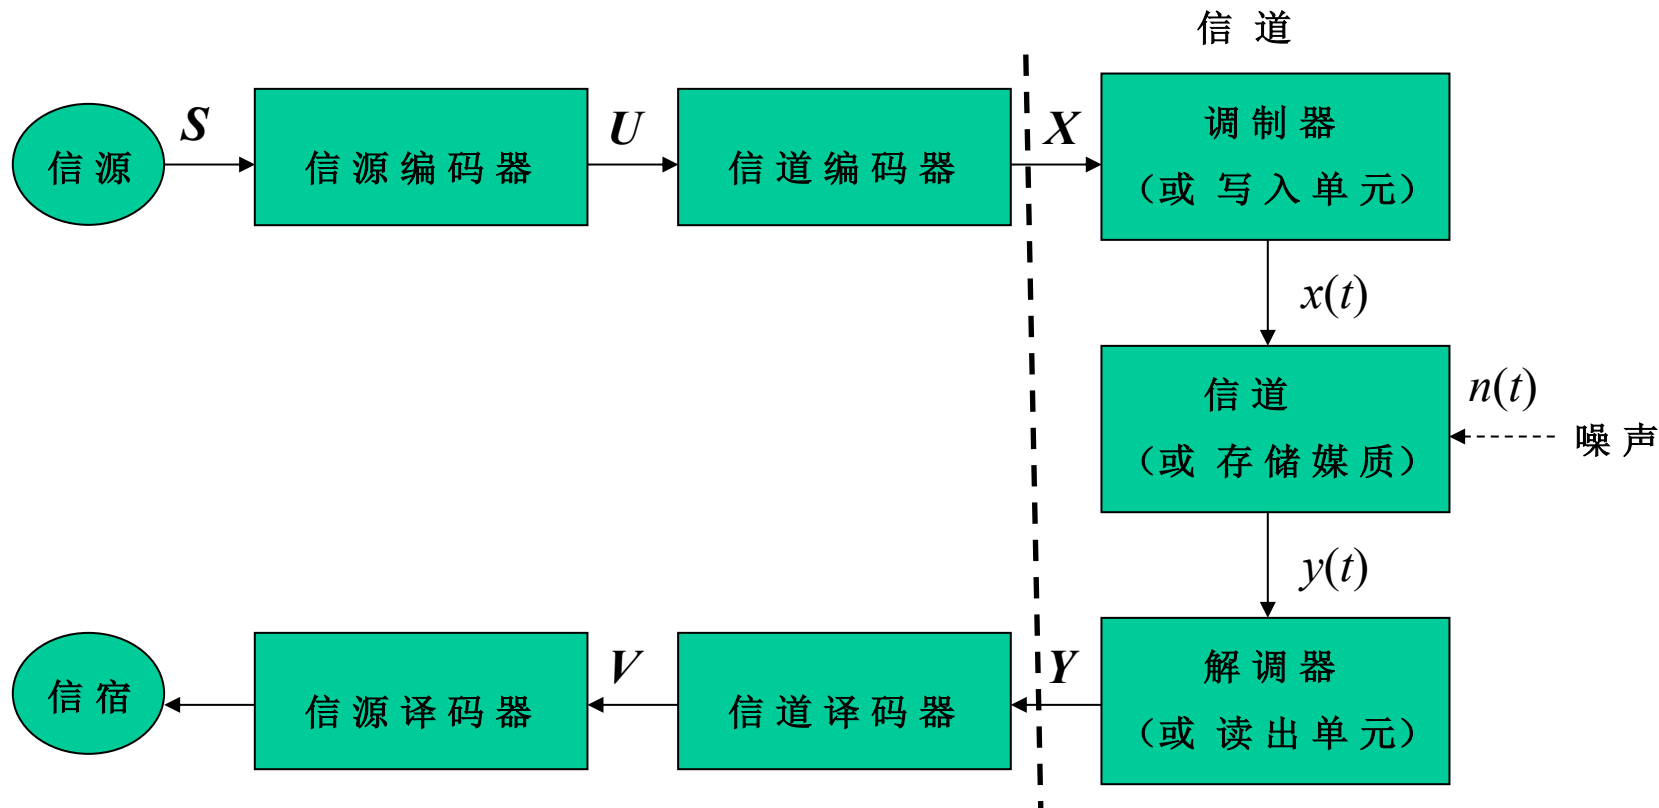 信 道
信 源
S
信 源 编 码 器
U
信 道 编 码 器
X
调 制 器
（或 写 入 单 元）
x(t)
信 道
（或 存 储 媒 质）
n(t)
噪 声
y(t)
解 调 器
（或 读 出 单 元）
Y
信 道 译 码 器
V
信 源 译 码 器
信 宿